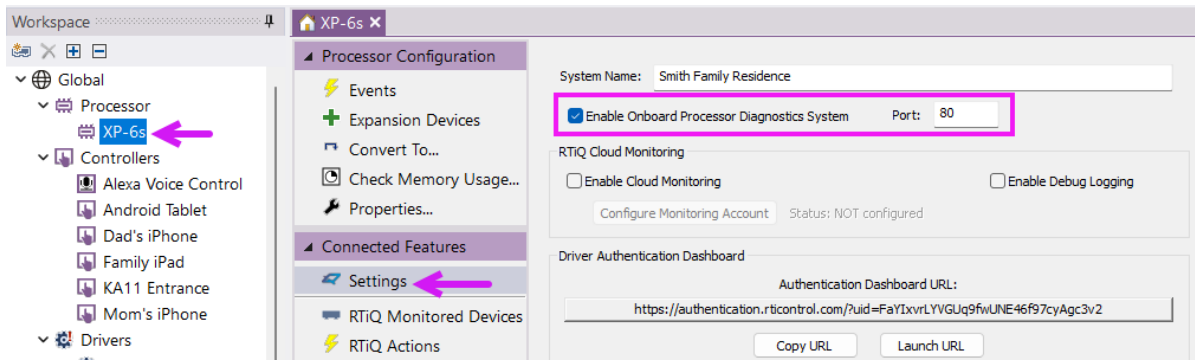 Workspace
Global
Processor
XP-6s
Controllers
Alexa Voice Control
Android Tablet
Dad's iPhone
Family iPad
KA11 Entrance
Mom's iPhone
Drivers
XP-6s
Processor Configuration
Events
Expansion Devices
Convert To...
Check Memory Usage...
Properties...
Connected Features
Settings
RTiQ Monitored Devices
RTiQ Actions
System Name: Smith Family Residence
Enable Onboard Processor Diagnostics System Port: 80
RTiQ Cloud Monitoring
Enable Cloud Monitoring Enable Debug Logging
Configure Monitoring Account Status: NOT configured
Driver Authentication Dashboard
Authentication Dashboard URL:
https://authentication.rticontrol.com/?uid=FaYIxvrLYVGUq9fwUNE46f97cyAgc3v2
Copy URL Launch URL